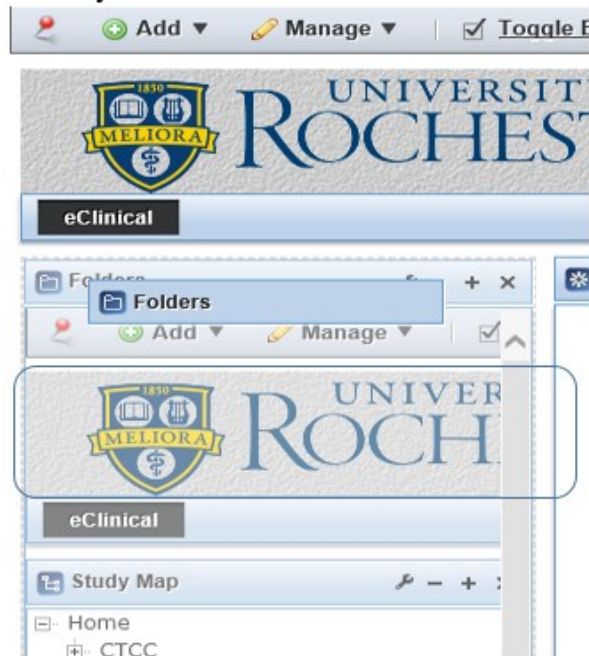 Add Manage Toggle
1850
MELIORA
UNIVERSIT
ROCHEST
eClinical
Folders
Folders
Add Manage
1850
MELIORA
UNIVER
ROCH
eClinical
Study Map
Home
CTCC